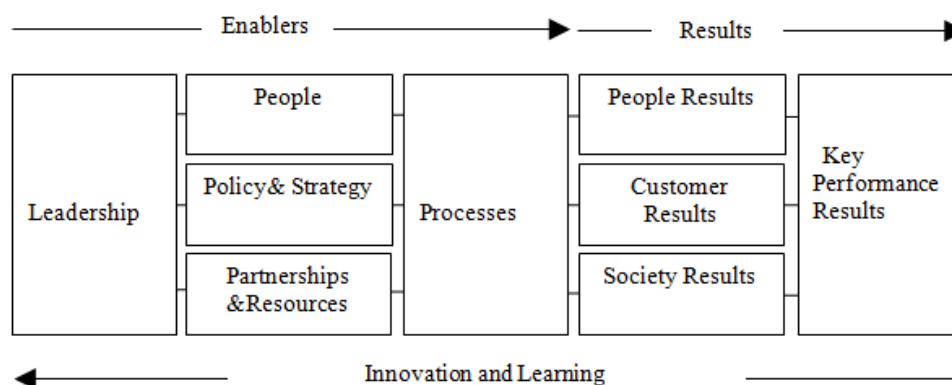 Enablers
Results
Leadership
People
Policy& Strategy
Partnerships
&Resources
Processes
People Results
Customer
Results
Society Results
Key
Performance
Results
Innovation and Learning